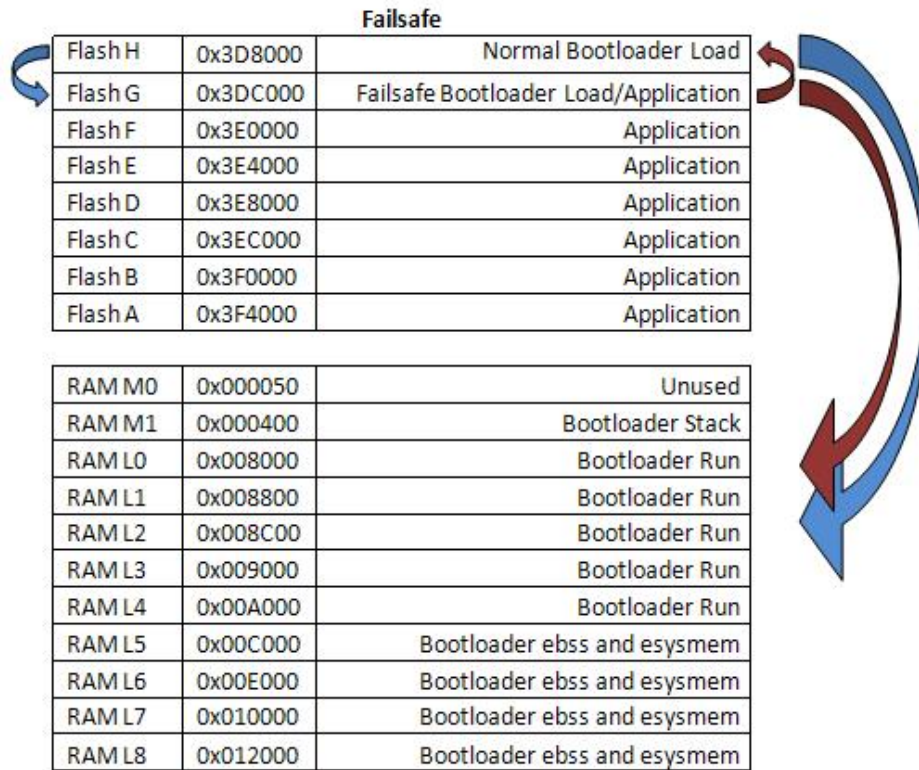 Failsafe
Flash H 0x3D8000 Normal Bootloader Load
Flash G 0x3DC000 Failsafe Bootloader Load/Application
Flash F 0x3E0000 Application
Flash E 0x3E4000 Application
Flash D 0x3E8000 Application
Flash C 0x3EC000 Application
Flash B 0x3F0000 Application
Flash A 0x3F4000 Application
RAM M0 0x000050 Unused
RAM M1 0x000400 Bootloader Stack
RAM L0 0x008000 Bootloader Run
RAM L1 0x008800 Bootloader Run
RAM L2 0x008C00 Bootloader Run
RAM L3 0x009000 Bootloader Run
RAM L4 0x00A000 Bootloader Run
RAM L5 0x00C000 Bootloader ebss and esysmem
RAM L6 0x00E000 Bootloader ebss and esysmem
RAM L7 0x010000 Bootloader ebss and esysmem
RAM L8 0x012000 Bootloader ebss and esysmem